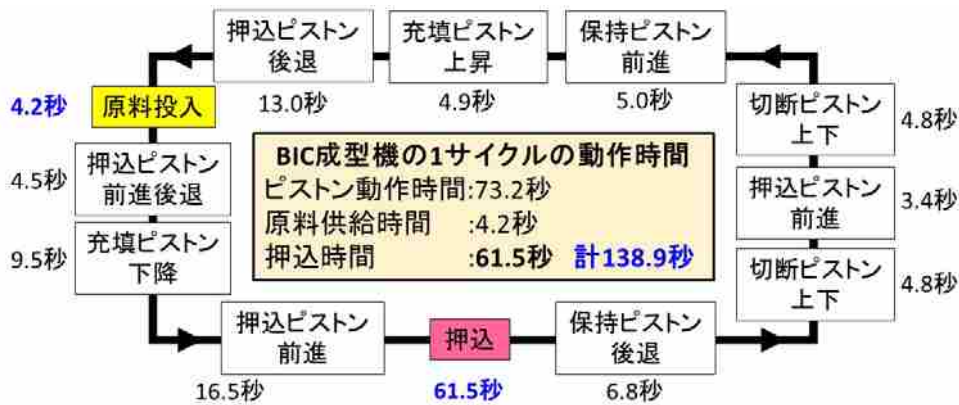 押込ピストン
後退
13.0秒
充填ピストン
上昇
4.9秒
保持ピストン
前進
5.0秒
4.2秒
原料投入
切断ピストン
上下
4.8秒
4.5秒
押込ピストン
前進後退
BIC成型機の1サイクルの動作時間
ピストン動作時間:73.2秒
原料供給時間 :4.2秒
押込時間 :61.5秒 計138.9秒
押込ピストン
前進
3.4秒
9.5秒
充填ピストン
下降
切断ピストン
上下
4.8秒
押込ピストン
前進
16.5秒
押込
61.5秒
保持ピストン
後退
6.8秒